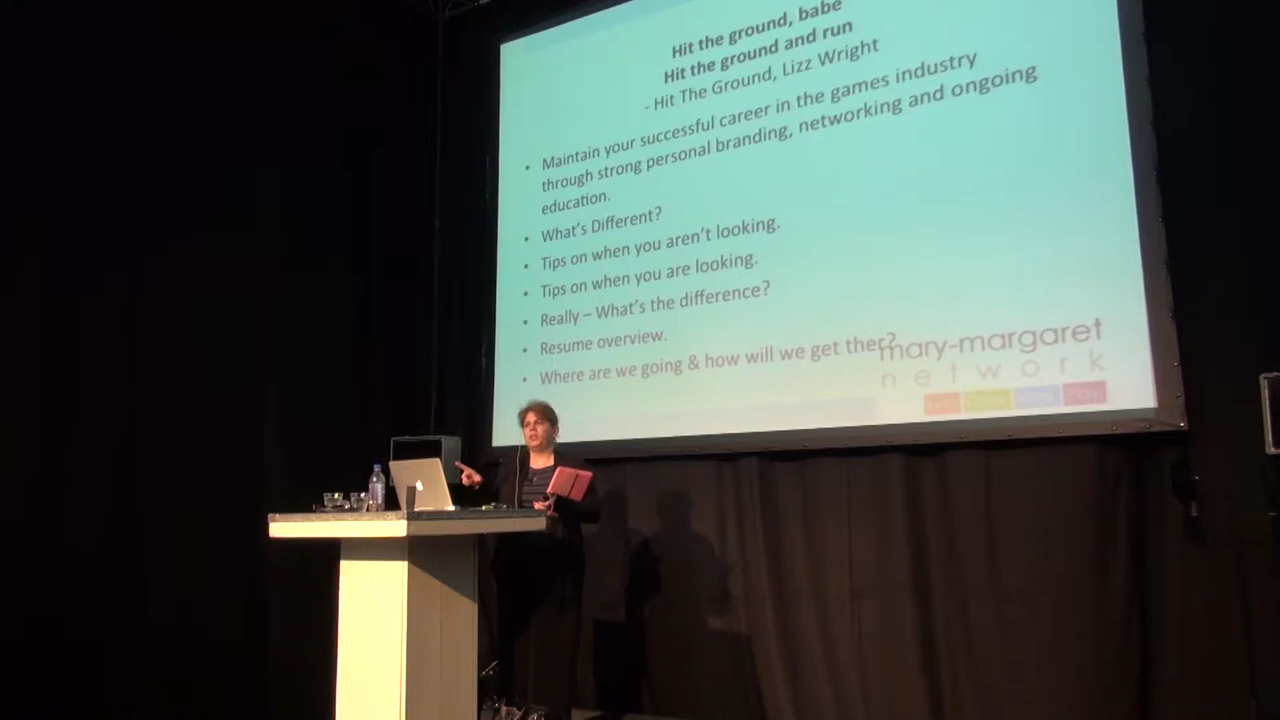 Hit the ground, babe
Hit the ground and run
- Hit The Ground, Lizz Wright
• Maintain your successful career in the games industry
through strong personal branding, networking and ongoing
education.
• What's Different?
• Tips on when you aren't looking.
• Tips on when you are looking.
• Really – What's the difference?
• Resume overview.
• Where are we going & how will we get ther?
mary-margaret
network
Play